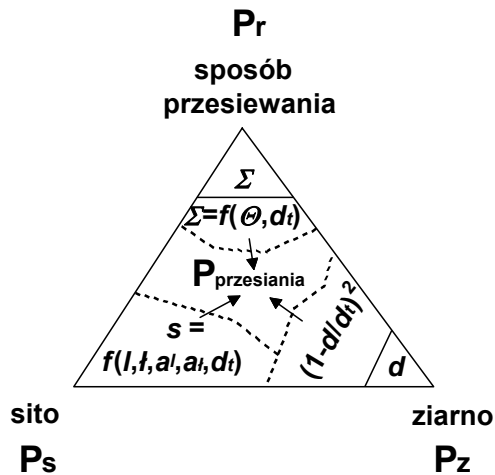 Pr
sposób
przesiewania
Σ
Σ=f(Θ,dt)
Pprzesiania
s =
f(l,ł,al,ał,dt)
(1-d/dt)²
d
sito
ziarno
Ps
Pz